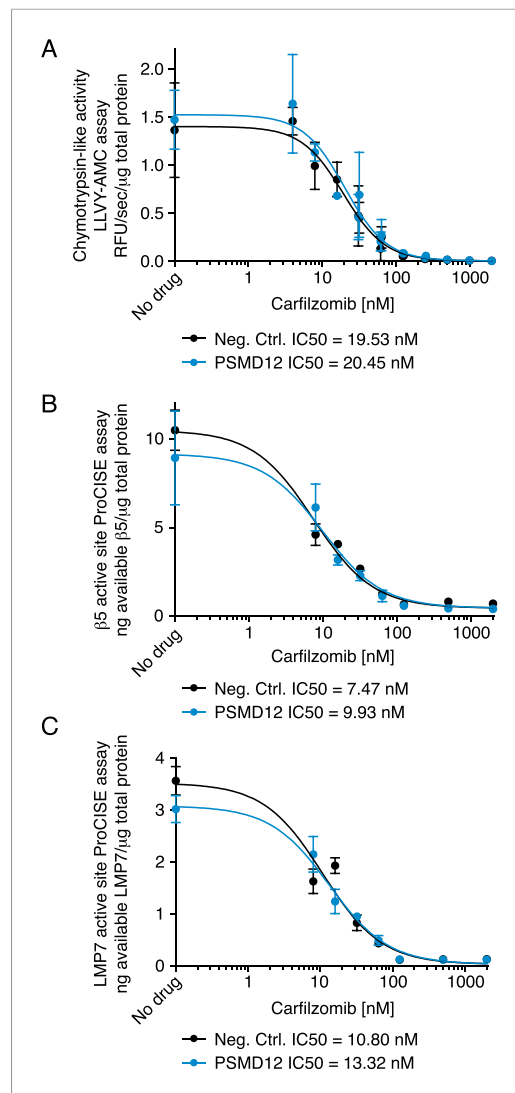 A
Chymotrypsin-like activity
LLVY-AMC assay
RFU/sec/μg total protein
2.0
1.5
1.0
0.5
0.0
No drug
1
10
100
1000
Carfilzomib [nM]
Neg. Ctrl. IC50 = 19.53 nM
PSMD12 IC50 = 20.45 nM
B
β5 active site ProCISE assay
ng available β5/μg total protein
10
5
0
No drug
1
10
100
1000
Carfilzomib [nM]
Neg. Ctrl. IC50 = 7.47 nM
PSMD12 IC50 = 9.93 nM
C
LMP7 active site ProCISE assay
ng available LMP7/μg total protein
4
3
2
1
0
No drug
1
10
100
1000
Carfilzomib [nM]
Neg. Ctrl. IC50 = 10.80 nM
PSMD12 IC50 = 13.32 nM